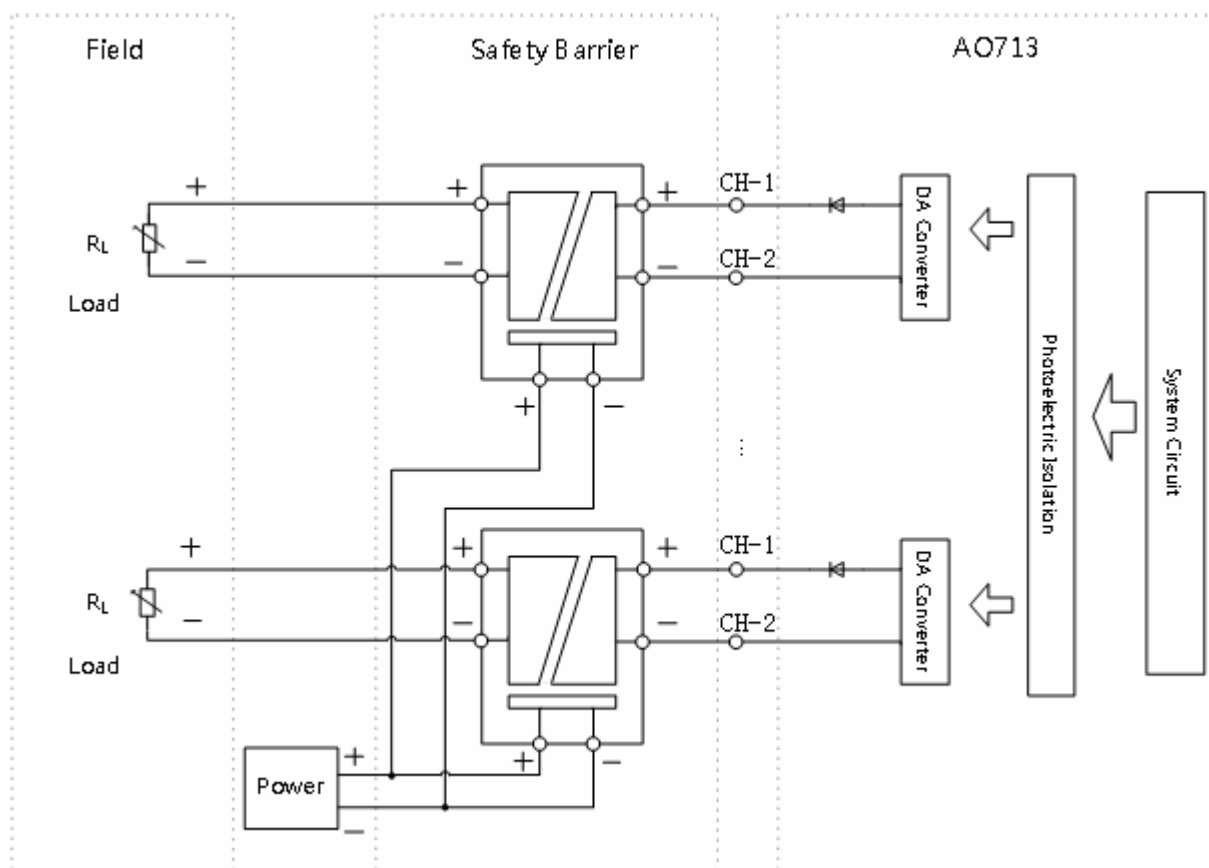 Field
Safety Barrier
AO713
+
+
+
CH-1
DA Converter
RL
−
−
−
CH-2
Load
+
−
Photoelectric Isolation
System Circuit
...
+
+
+
CH-1
DA Converter
RL
−
−
−
CH-2
Load
+
+
−
Power
−